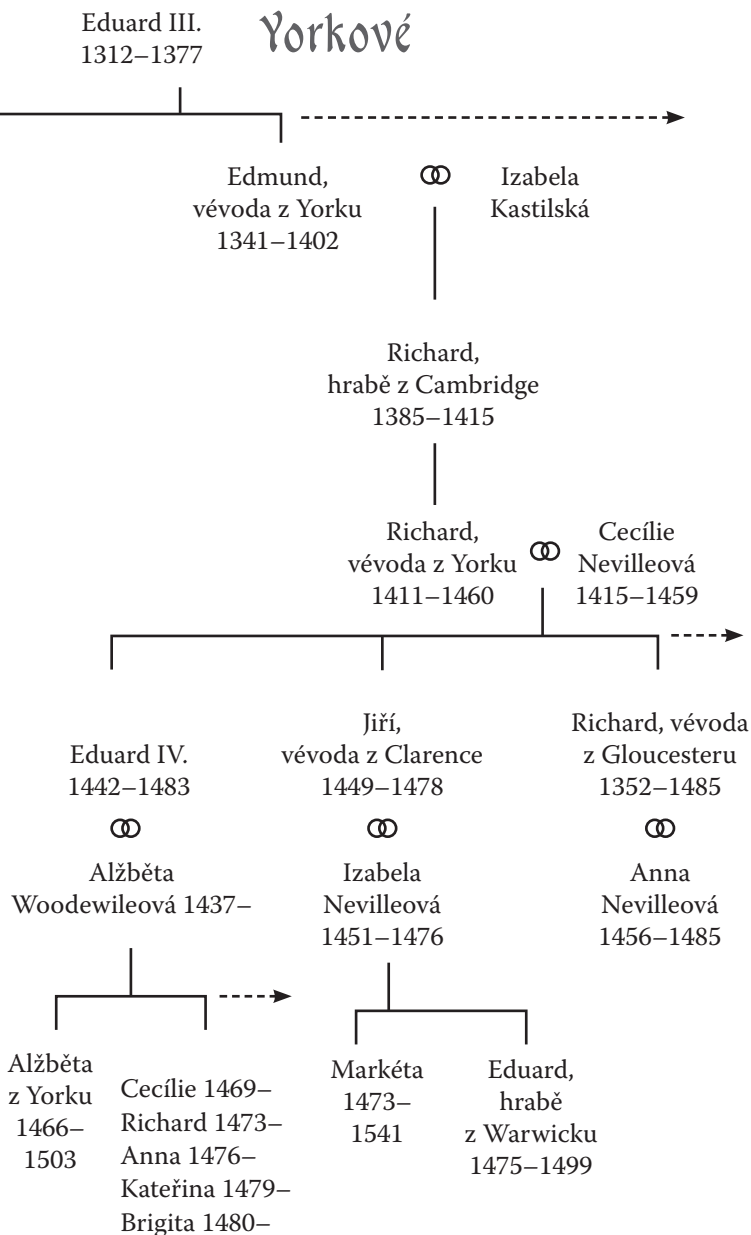 Eduard III.
1312–1377
Yorkové
Edmund,
vévoda z Yorku
1341–1402
Izabela
Kastilská
Richard,
hrabě z Cambridge
1385–1415
Richard,
vévoda z Yorku
1411–1460
Cecílie
Nevilleová
1415–1459
Eduard IV.
1442–1483
Jiří,
vévoda z Clarence
1449–1478
Richard, vévoda
z Gloucesteru
1352–1485
Alžběta
Woodewileová 1437–
Izabela
Nevilleová
1451–1476
Anna
Nevilleová
1456–1485
Alžběta
z Yorku
1466–
1503
Cecílie 1469–
Richard 1473–
Anna 1476–
Kateřina 1479–
Brigita 1480–
Markéta
1473–
1541
Eduard,
hrabě
z Warwicku
1475–1499